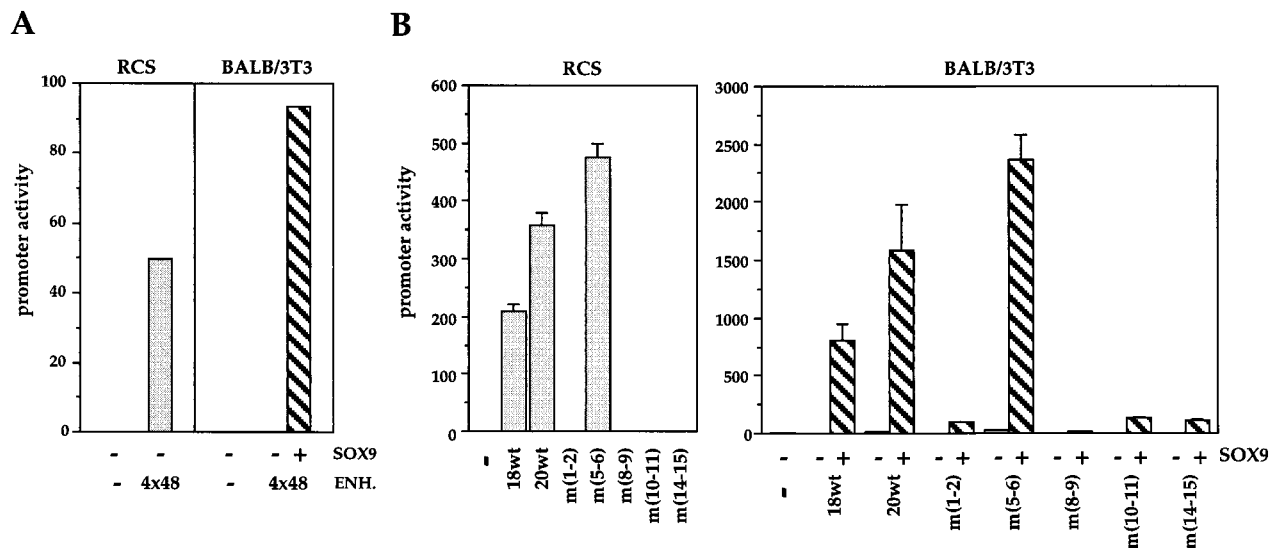 A
B
RCS BALB/3T3
RCS
BALB/3T3
promoter activity
100
80
60
40
20
0
- - - - + SOX9
- 4x48 - 4x48 ENH.
promoter activity
600
500
400
300
200
100
0
-
18wt
20wt
m(1-2)
m(5-6)
m(8-9)
m(10-11)
m(14-15)
3000
2500
2000
1500
1000
500
0
- - + - + - + - + - + - + - + SOX9
-
18wt
20wt
m(1-2)
m(5-6)
m(8-9)
m(10-11)
m(14-15)